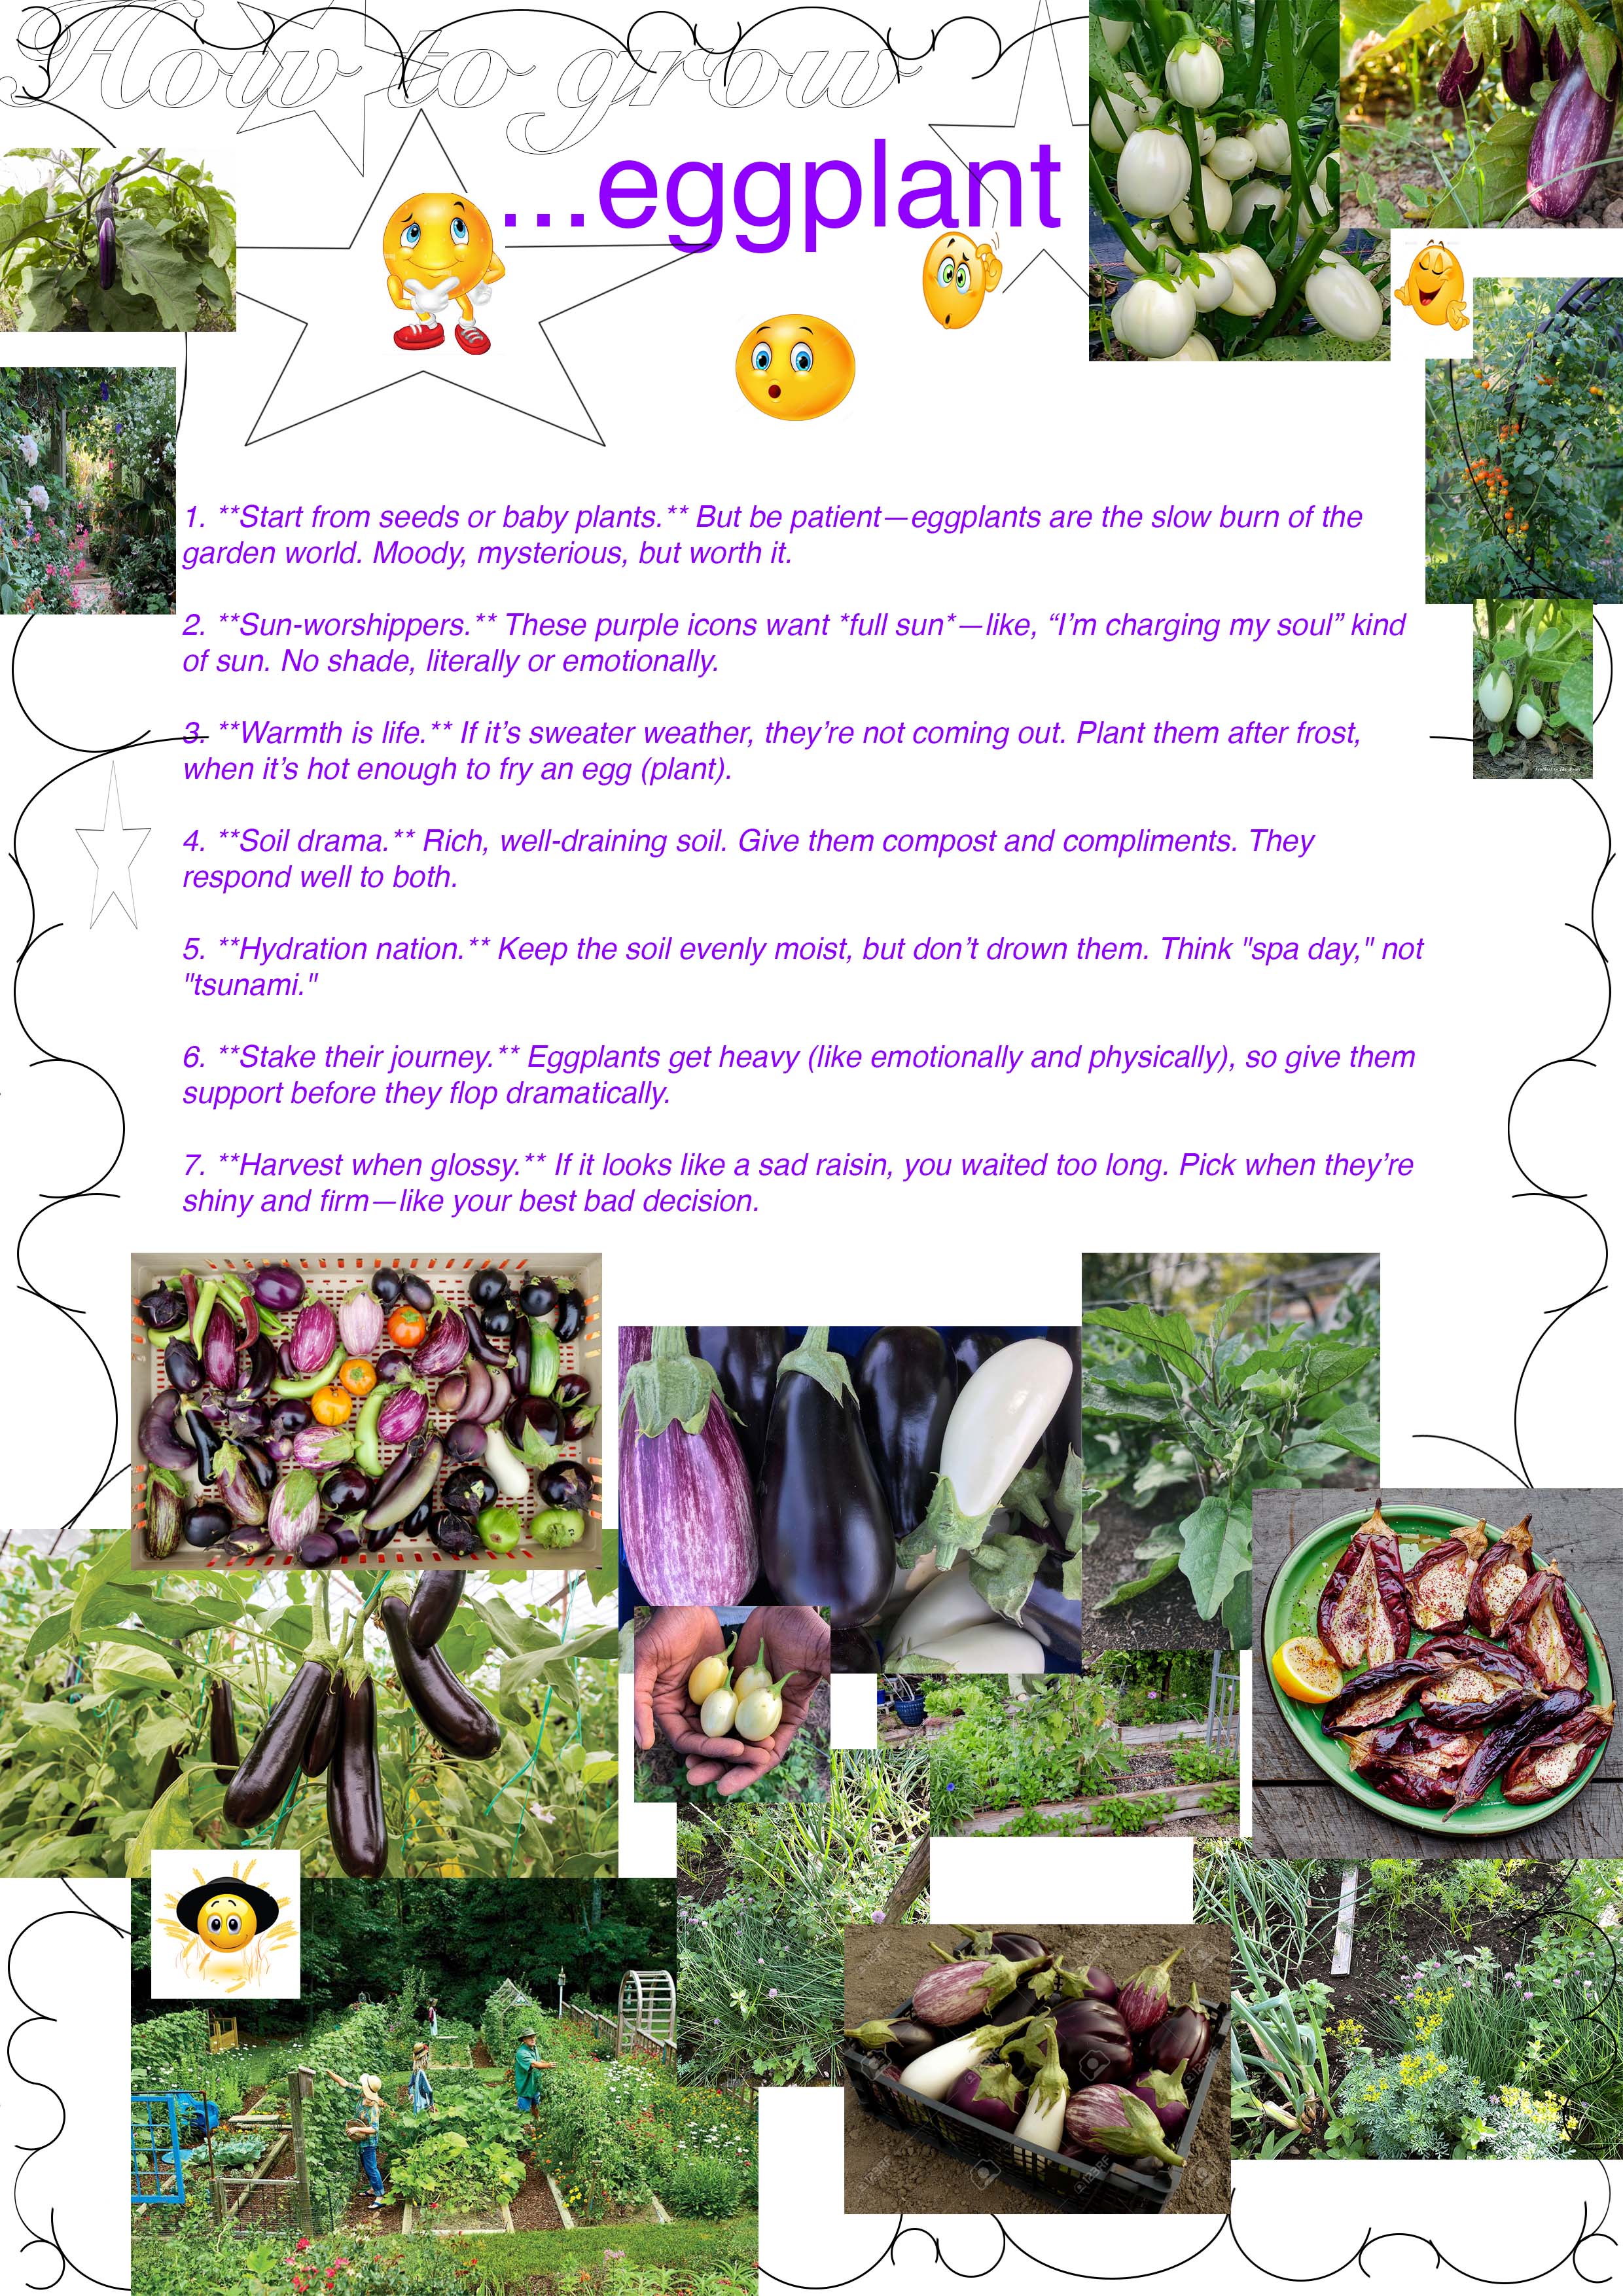 How to grow
...eggplant
1. **Start from seeds or baby plants.** But be patient—eggplants are the slow burn of the
garden world. Moody, mysterious, but worth it.
2. **Sun-worshippers.** These purple icons want *full sun*—like, “I’m charging my soul” kind
of sun. No shade, literally or emotionally.
3. **Warmth is life.** If it’s sweater weather, they’re not coming out. Plant them after frost,
when it’s hot enough to fry an egg (plant).
4. **Soil drama.** Rich, well-draining soil. Give them compost and compliments. They
respond well to both.
5. **Hydration nation.** Keep the soil evenly moist, but don’t drown them. Think "spa day," not
"tsunami."
6. **Stake their journey.** Eggplants get heavy (like emotionally and physically), so give them
support before they flop dramatically.
7. **Harvest when glossy.** If it looks like a sad raisin, you waited too long. Pick when they’re
shiny and firm—like your best bad decision.
123RF
123RF
123RF